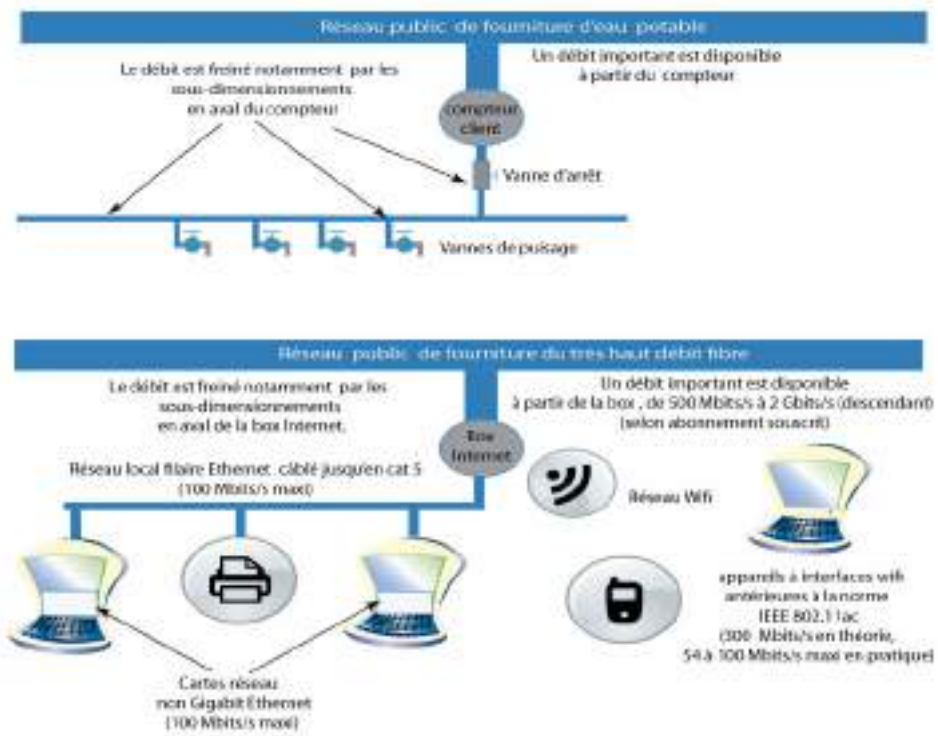 Réseau public de fourniture d'eau potable
Le débit est freiné notamment par les
sous-dimensionnements
en aval du compteur
Un débit important est disponible
à partir du compteur
compteur
client
Vanne d'arrêt
Vannes de puisage
Réseau public de fourniture du très haut débit fibre
Le débit est freiné notamment par les
sous-dimensionnements
en aval de la box Internet.
Un débit important est disponible
à partir de la box , de 500 Mbits/s à 2 Gbits/s (descendant)
(selon abonnement souscrit)
Box
Internet
Réseau local filaire Ethernet câblé jusqu'en cat 5
(100 Mbits/s maxi)
Réseau Wifi
appareils à interfaces wifi
antérieures à la norme
IEEE 802.11ac
(300 Mbits/s en théorie,
54 à 100 Mbits/s maxi en pratique)
Cartes réseau
non Gigabit Ethernet
(100 Mbits/s maxi)